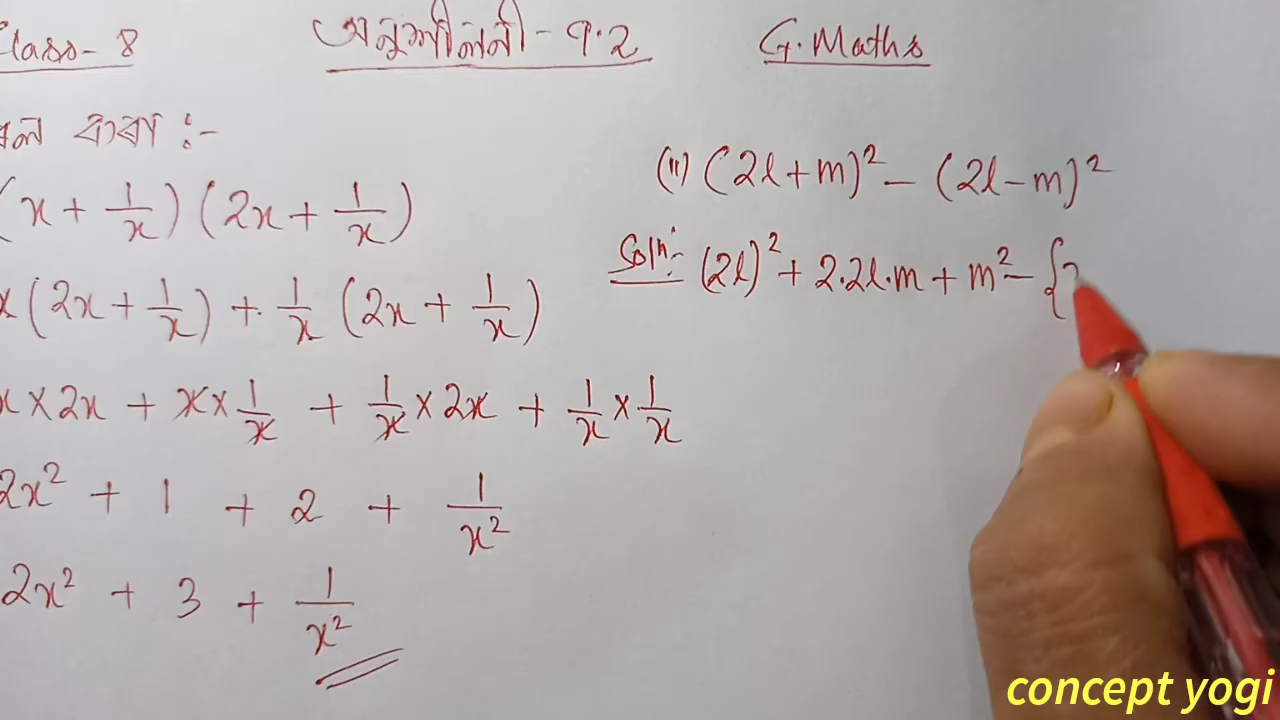 Class- 8 অনুশীলনী - 9.2 G. Maths
কৰা :-
(x + 1/x) (2x + 1/x)
x (2x + 1/x) + 1/x (2x + 1/x)
x × 2x + x × 1/x + 1/x × 2x + 1/x × 1/x
2x² + 1 + 2 + 1/x²
2x² + 3 + 1/x²
(ii) (2l + m)² - (2l - m)²
Soln:- (2l)² + 2·2l·m + m² - {
concept yogi